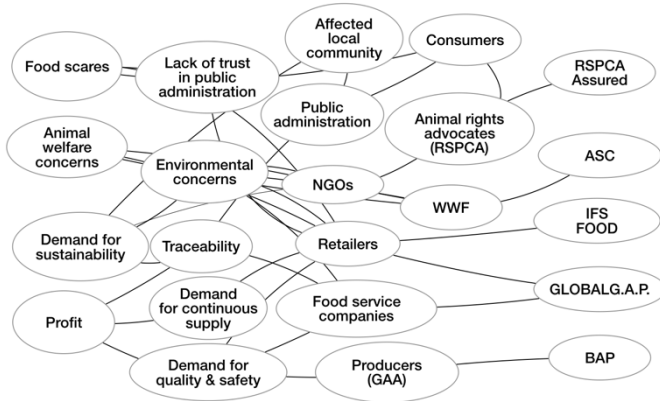 Food scares
Lack of trust
in public
administration
Affected
local
community
Consumers
RSPCA
Assured
Public
administration
Animal rights
advocates
(RSPCA)
Animal
welfare
concerns
Environmental
concerns
NGOs
WWF
ASC
Demand for
sustainability
Traceability
Retailers
IFS
FOOD
Profit
Demand
for continuous
supply
Food service
companies
GLOBALG.A.P.
Demand for
quality & safety
Producers
(GAA)
BAP